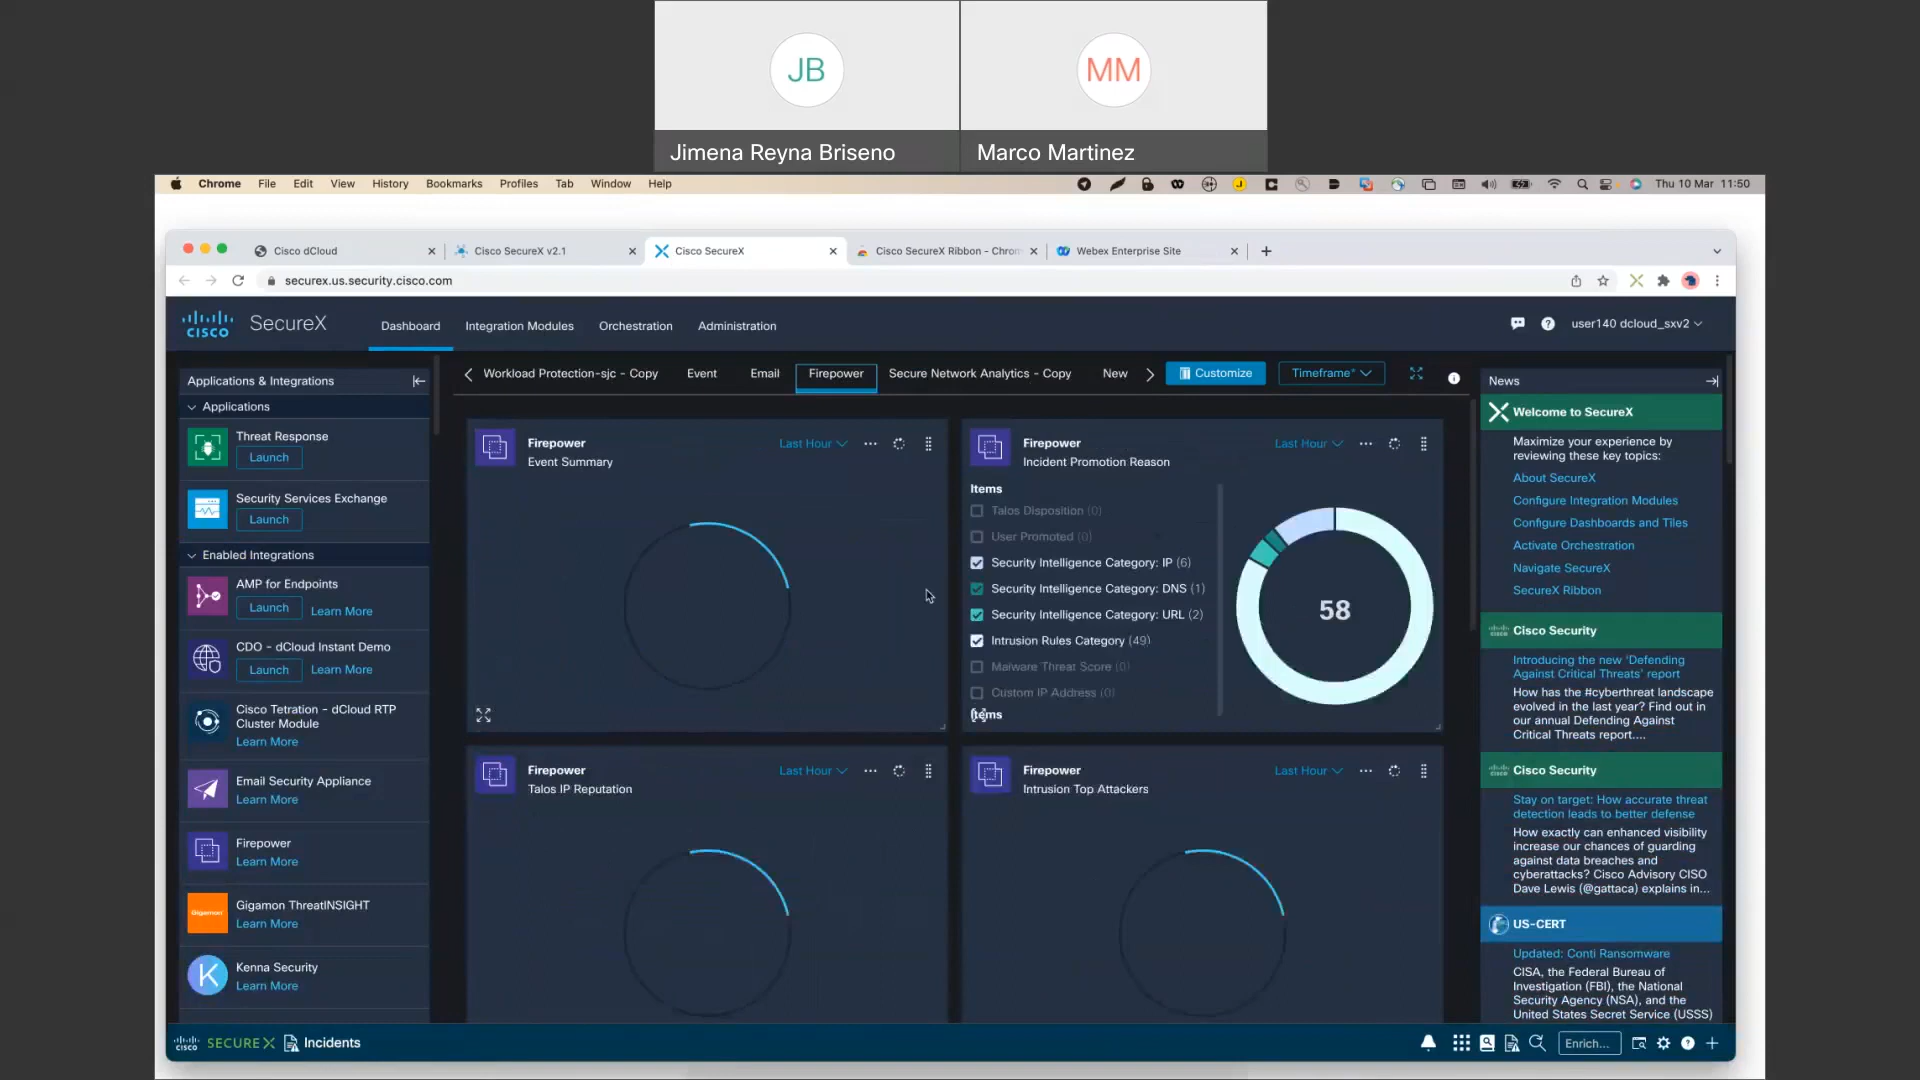 JB
MM
Jimena Reyna Briseno
Marco Martinez
Chrome File Edit View History Bookmarks Profiles Tab Window Help
Thu 10 Mar 11:50
Cisco dCloud
Cisco SecureX v2.1
Cisco SecureX
Cisco SecureX Ribbon - Chrom
Webex Enterprise Site
securex.us.security.cisco.com
CISCO SecureX
Dashboard
Integration Modules
Orchestration
Administration
user140 dcloud_sxv2
Applications & Integrations
Applications
Threat Response
Launch
Security Services Exchange
Launch
Enabled Integrations
AMP for Endpoints
Launch Learn More
CDO - dCloud Instant Demo
Launch Learn More
Cisco Tetration - dCloud RTP
Cluster Module
Learn More
Email Security Appliance
Learn More
Firepower
Learn More
Gigamon
Gigamon ThreatINSIGHT
Learn More
K
Kenna Security
Learn More
Workload Protection-sjc - Copy
Event
Email
Firepower
Secure Network Analytics - Copy
New
Customize
Timeframe*
Firepower
Event Summary
Last Hour
Firepower
Incident Promotion Reason
Last Hour
Items
Talos Disposition (0)
User Promoted (0)
Security Intelligence Category: IP (6)
Security Intelligence Category: DNS (1)
Security Intelligence Category: URL (2)
Intrusion Rules Category (49)
Malware Threat Score (0)
Custom IP Address (0)
Items
58
Firepower
Talos IP Reputation
Last Hour
Firepower
Intrusion Top Attackers
Last Hour
News
Welcome to SecureX
Maximize your experience by
reviewing these key topics:
About SecureX
Configure Integration Modules
Configure Dashboards and Tiles
Activate Orchestration
Navigate SecureX
SecureX Ribbon
Cisco Security
Introducing the new 'Defending
Against Critical Threats' report
How has the #cyberthreat landscape
evolved in the last year? Find out in
our annual Defending Against
Critical Threats report....
Cisco Security
Stay on target: How accurate threat
detection leads to better defense
How exactly can enhanced visibility
increase our chances of guarding
against data breaches and
cyberattacks? Cisco Advisory CISO
Dave Lewis (@gattaca) explains in...
US-CERT
Updated: Conti Ransomware
CISA, the Federal Bureau of
Investigation (FBI), the National
Security Agency (NSA), and the
United States Secret Service (USSS)
CISCO SECUREX Incidents
Enrich...